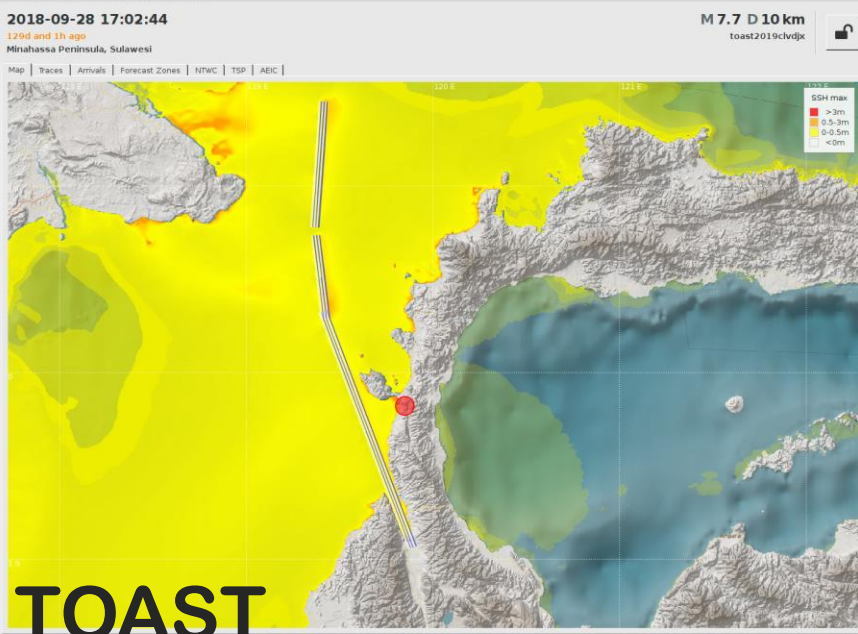 2018-09-28 17:02:44
129d and 1h ago
Minahassa Peninsula, Sulawesi
M 7.7 D 10 km
toast2019clvdjx
Map | Traces | Arrivals | Forecast Zones | NTWC | TSP | AEIC |
120 E
121 E
122 E
SSH max
>3m
0.5-3m
0-0.5m
<0m
TOAST